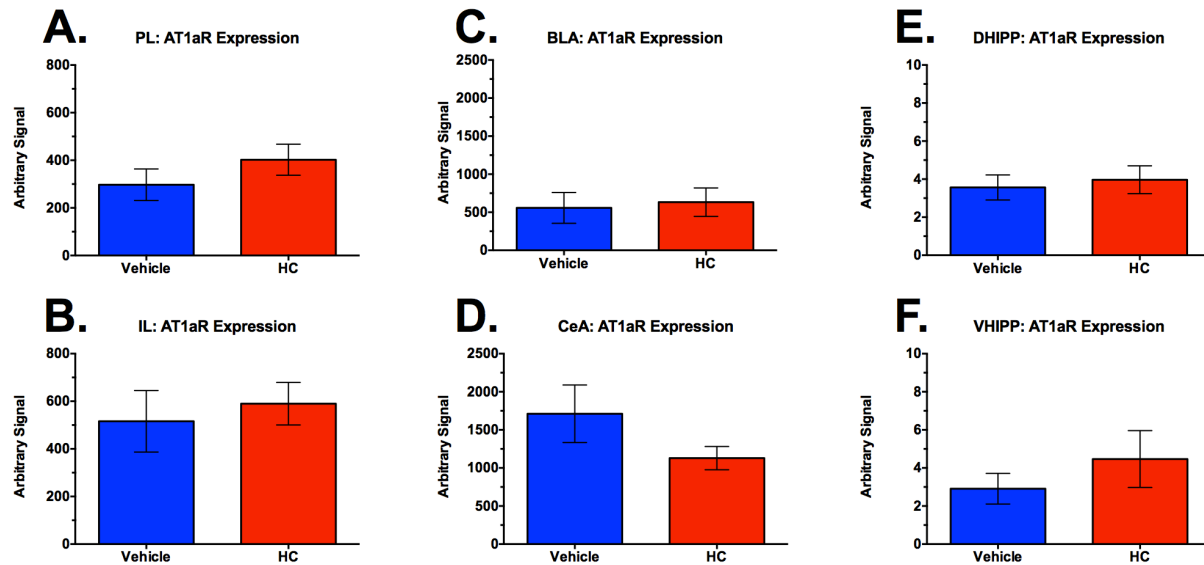 A.
PL: AT1aR Expression
Arbitrary Signal
800
600
400
200
0
Vehicle
HC
B.
IL: AT1aR Expression
Arbitrary Signal
800
600
400
200
0
Vehicle
HC
C.
BLA: AT1aR Expression
Arbitrary Signal
2500
2000
1500
1000
500
0
Vehicle
HC
D.
CeA: AT1aR Expression
Arbitrary Signal
2500
2000
1500
1000
500
0
Vehicle
HC
E.
DHIPP: AT1aR Expression
Arbitrary Signal
10
8
6
4
2
0
Vehicle
HC
F.
VHIPP: AT1aR Expression
Arbitrary Signal
10
8
6
4
2
0
Vehicle
HC